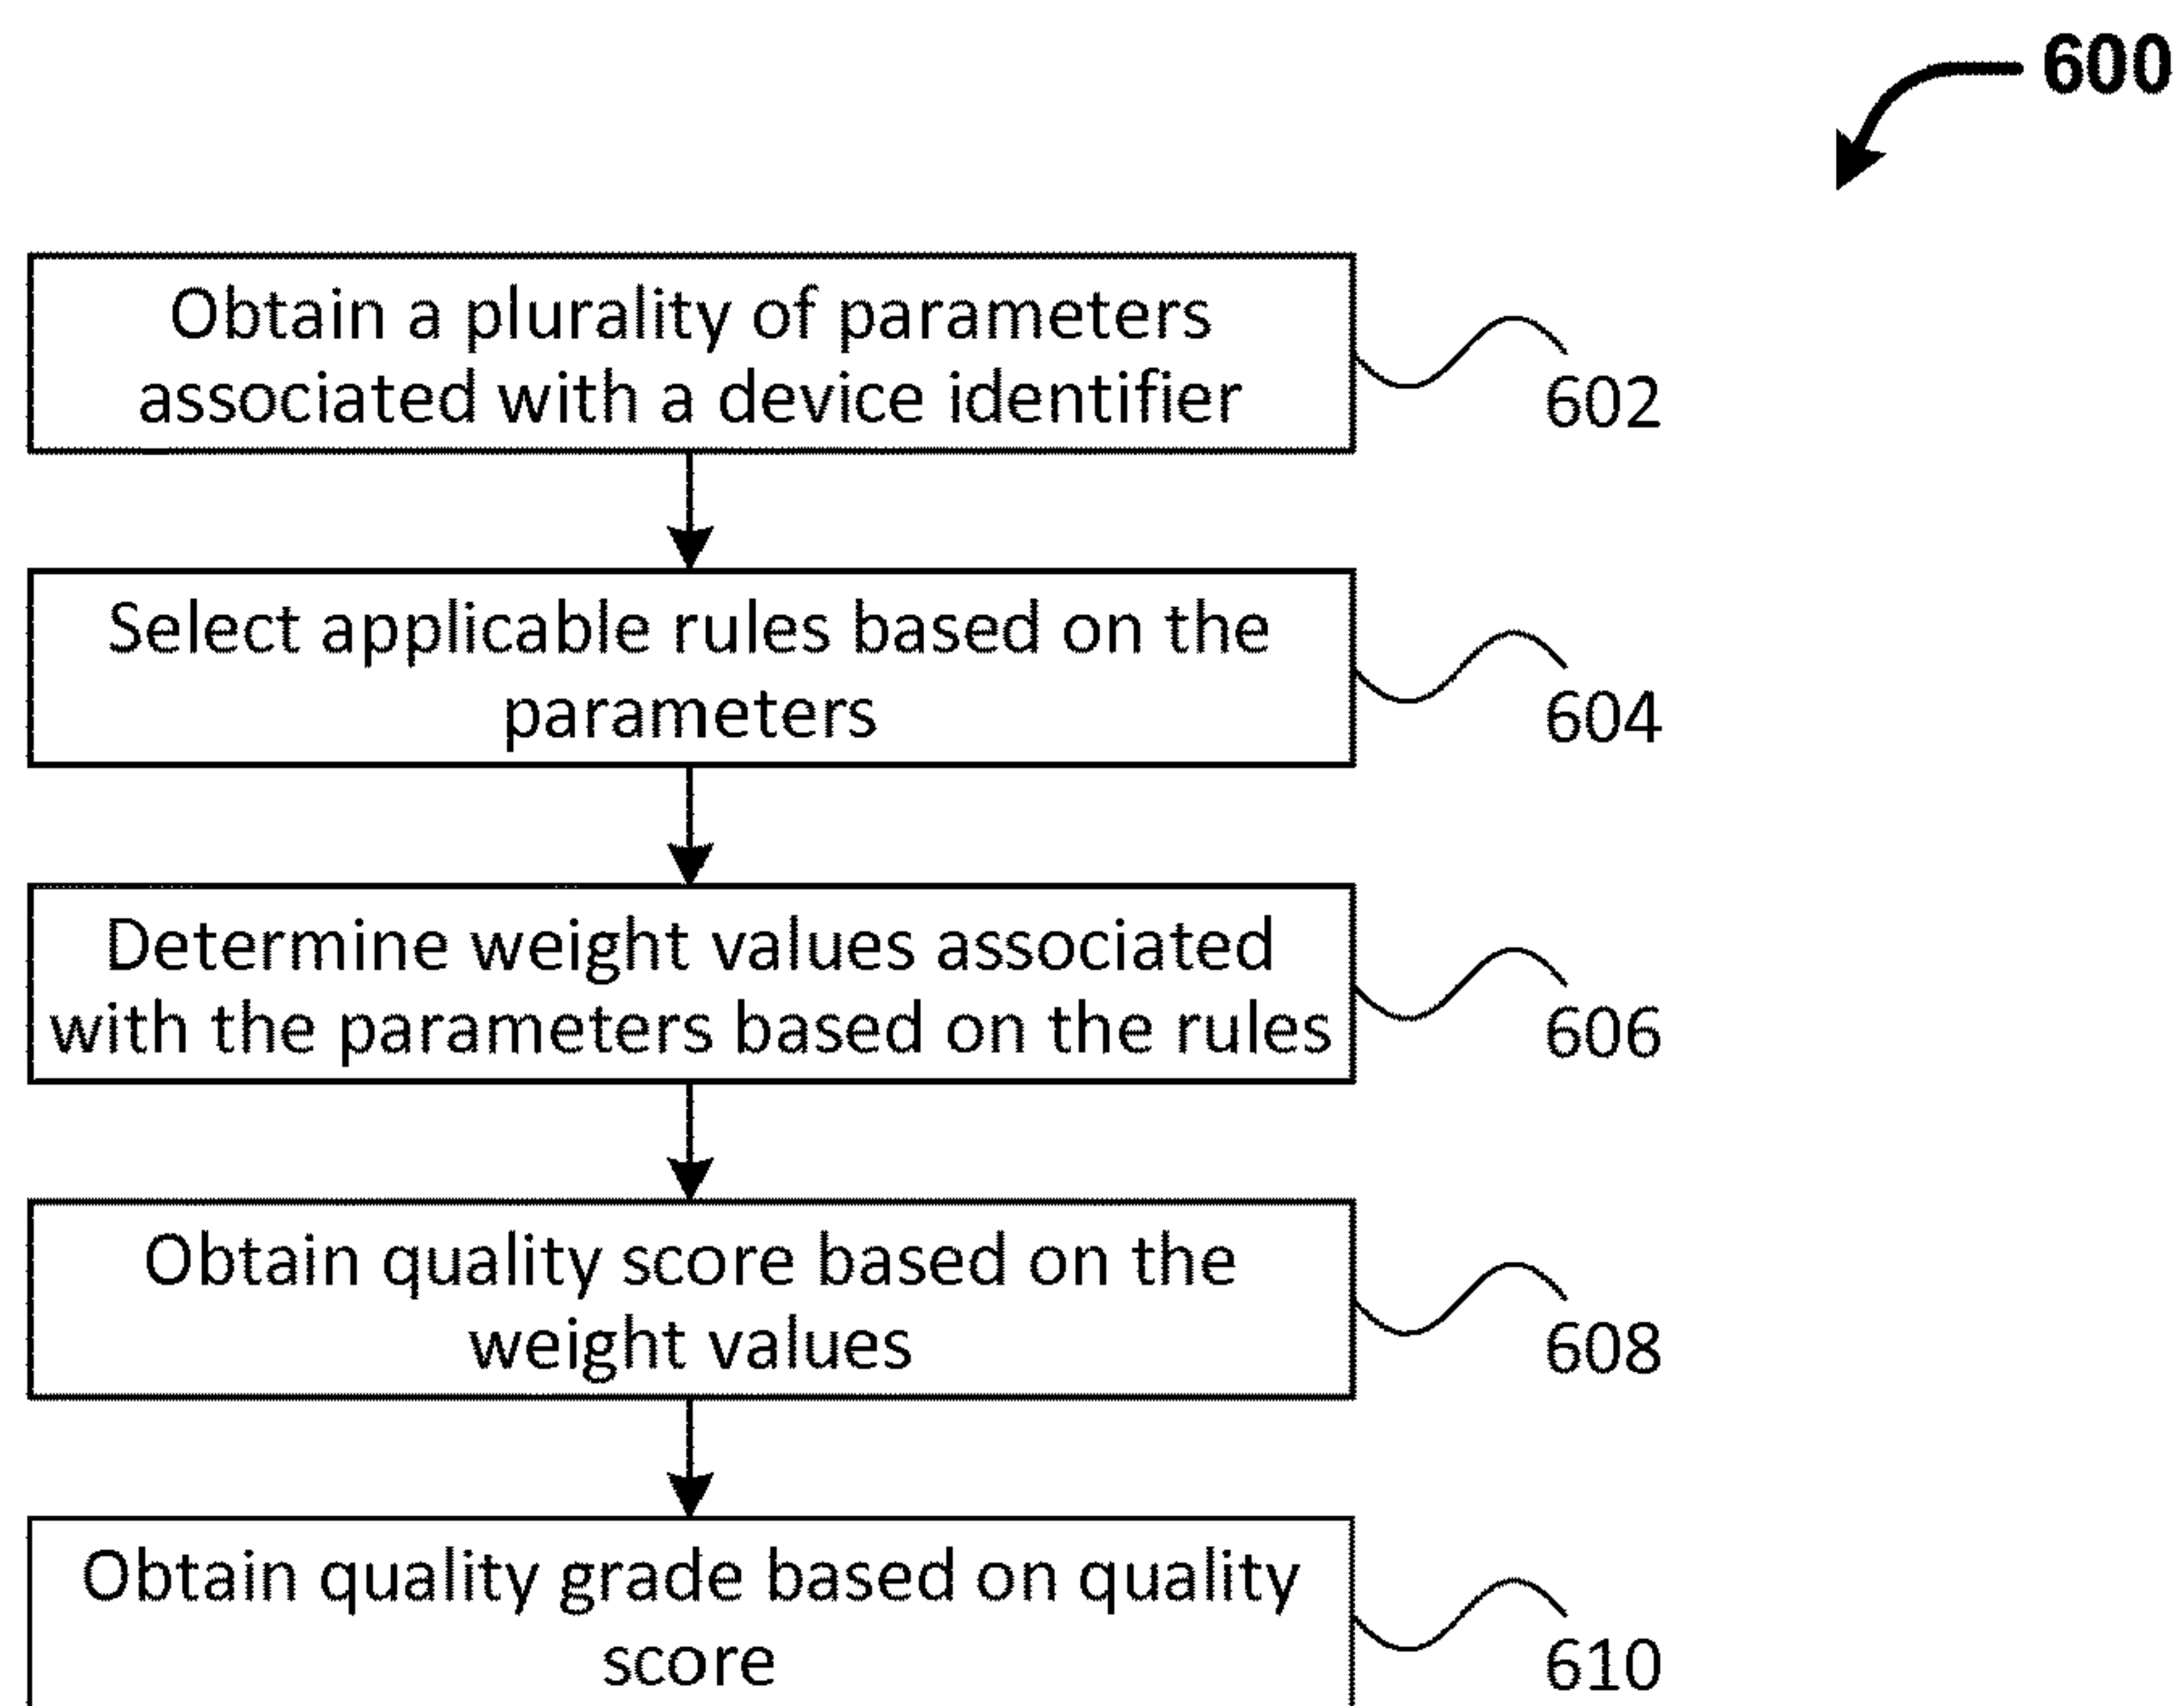 600
Obtain a plurality of parameters
associated with a device identifier
602
Select applicable rules based on the
parameters
604
Determine weight values associated
with the parameters based on the rules
606
Obtain quality score based on the
weight values
608
Obtain quality grade based on quality
score
610